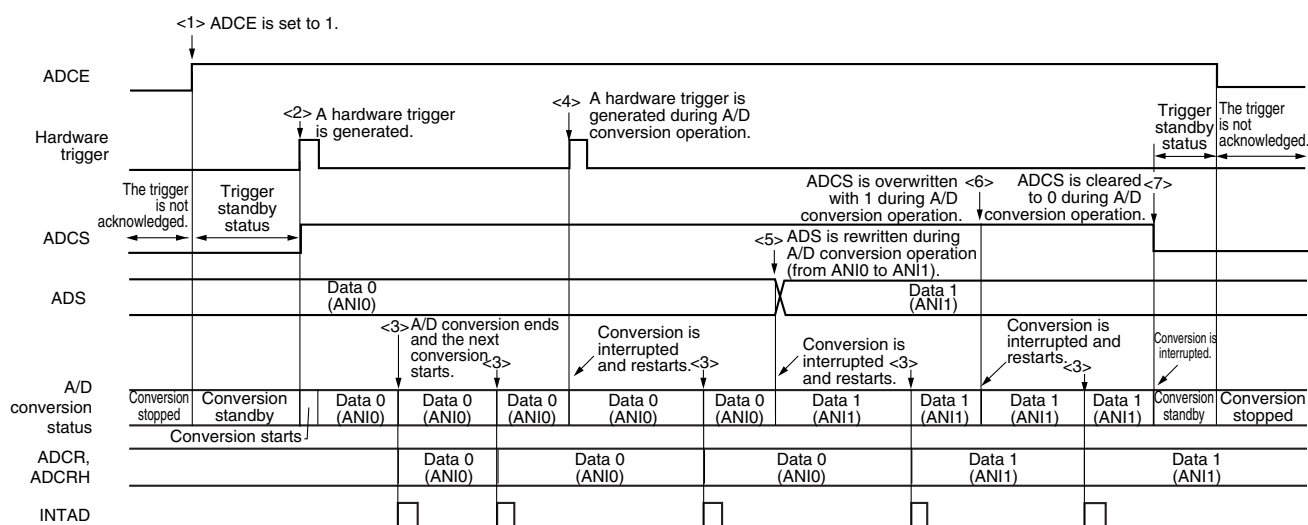 <1> ADCE is set to 1.
ADCE
<2> A hardware trigger
is generated.
<4> A hardware trigger is
generated during A/D
conversion operation.
Trigger
standby
status
The trigger
is not
acknowledged.
Hardware
trigger
The trigger
is not
acknowledged.
Trigger
standby
status
ADCS is overwritten <6>
with 1 during A/D
conversion operation.
ADCS is cleared <7>
to 0 during A/D
conversion operation.
ADCS
<5> ADS is rewritten during
A/D conversion operation
(from ANI0 to ANI1).
ADS
Data 0
(ANI0)
Data 1
(ANI1)
<3> A/D conversion ends
and the next
conversion
starts.
<3>
Conversion is
interrupted
and restarts.
<3>
Conversion is
interrupted
and restarts.
<3>
Conversion is
interrupted and
restarts.
<3>
Conversion is
interrupted.
A/D
conversion
status
Conversion
stopped
Conversion
standby
Conversion starts
Data 0
(ANI0)
Data 0
(ANI0)
Data 0
(ANI0)
Data 0
(ANI0)
Data 0
(ANI0)
Data 1
(ANI1)
Data 1
(ANI1)
Data 1
(ANI1)
Data 1
(ANI1)
Conversion
standby
Conversion
stopped
ADCR,
ADCRH
Data 0
(ANI0)
Data 0
(ANI0)
Data 0
(ANI0)
Data 1
(ANI1)
Data 1
(ANI1)
INTAD